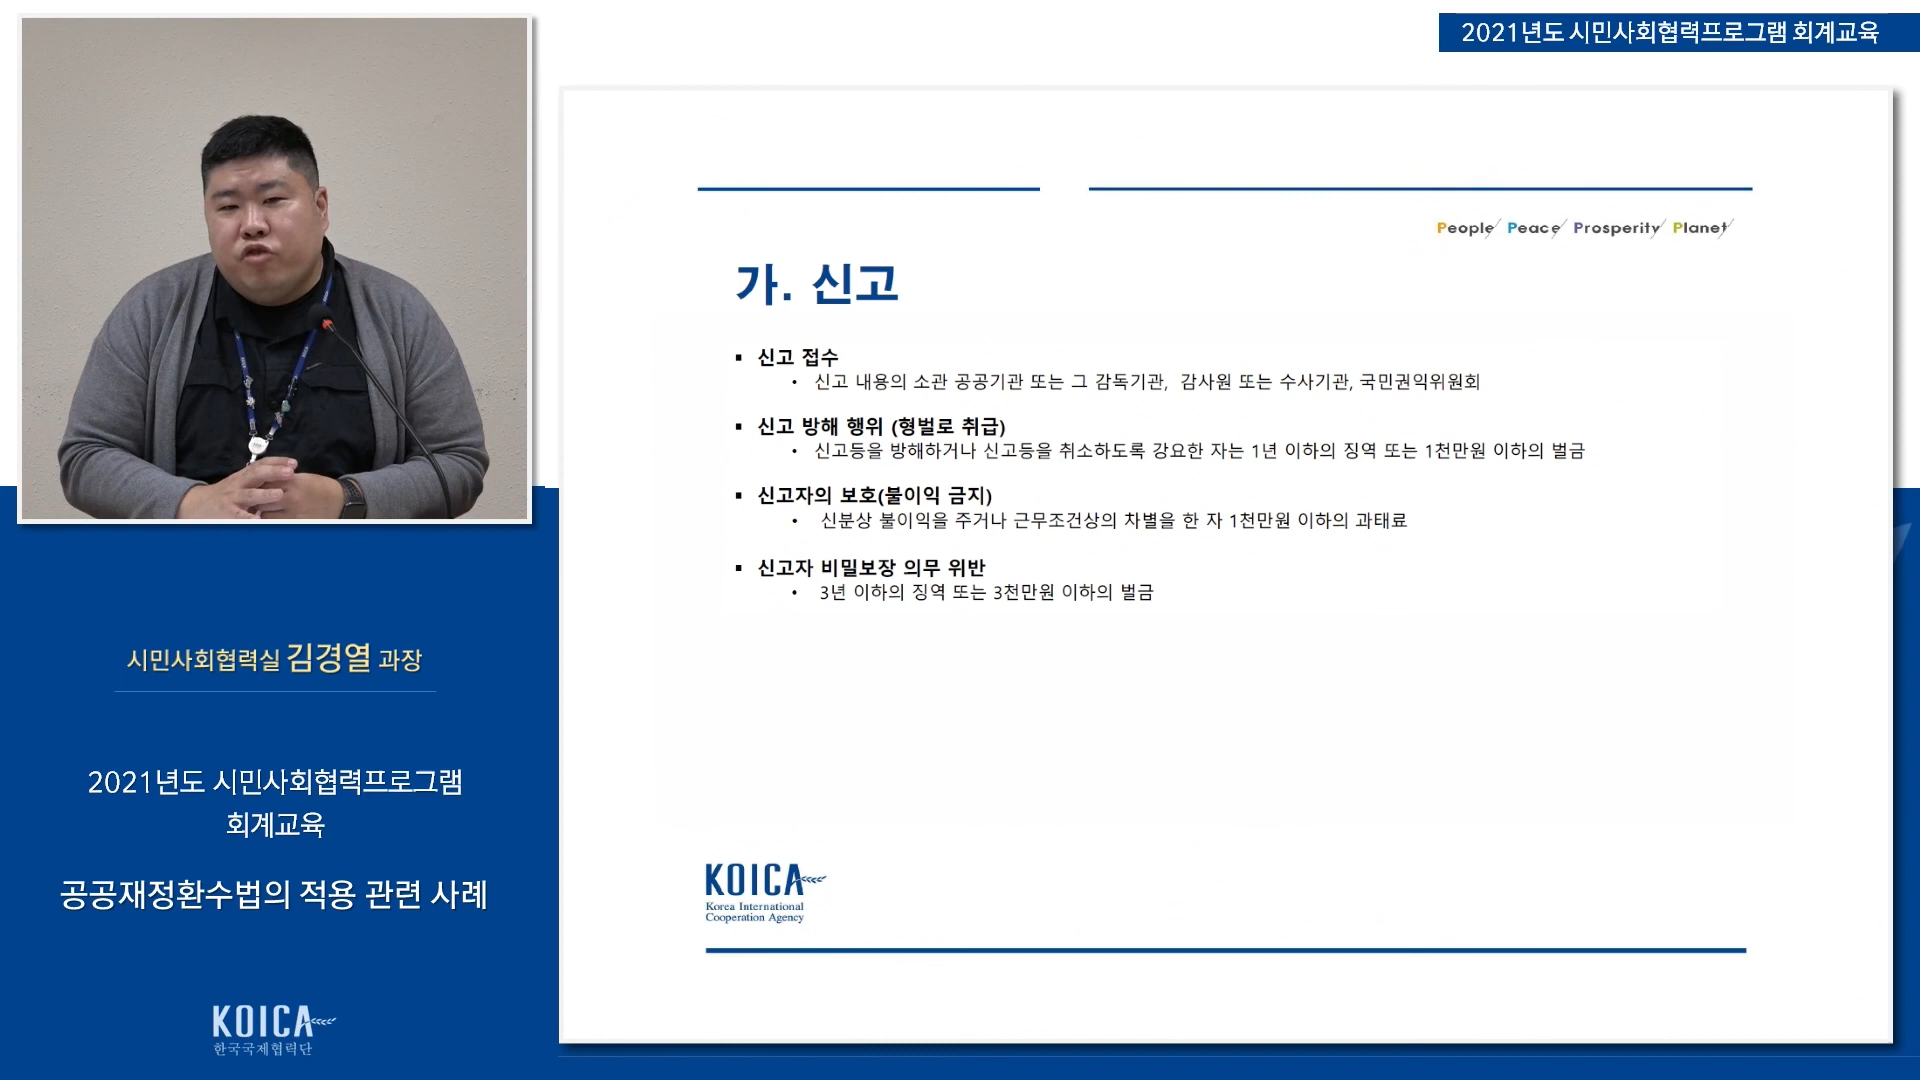 2021년도 시민사회협력프로그램 회계교육
People Peace Prosperity Planet
가. 신고
▪ 신고 접수
• 신고 내용의 소관 공공기관 또는 그 감독기관, 감사원 또는 수사기관, 국민권익위원회
▪ 신고 방해 행위 (형벌로 취급)
• 신고등을 방해하거나 신고등을 취소하도록 강요한 자는 1년 이하의 징역 또는 1천만원 이하의 벌금
▪ 신고자의 보호(불이익 금지)
• 신분상 불이익을 주거나 근무조건상의 차별을 한 자 1천만원 이하의 과태료
▪ 신고자 비밀보장 의무 위반
• 3년 이하의 징역 또는 3천만원 이하의 벌금
KOICA
Korea International
Cooperation Agency
시민사회협력실 김경열 과장
2021년도 시민사회협력프로그램
회계교육
공공재정환수법의 적용 관련 사례
KOICA
한국국제협력단